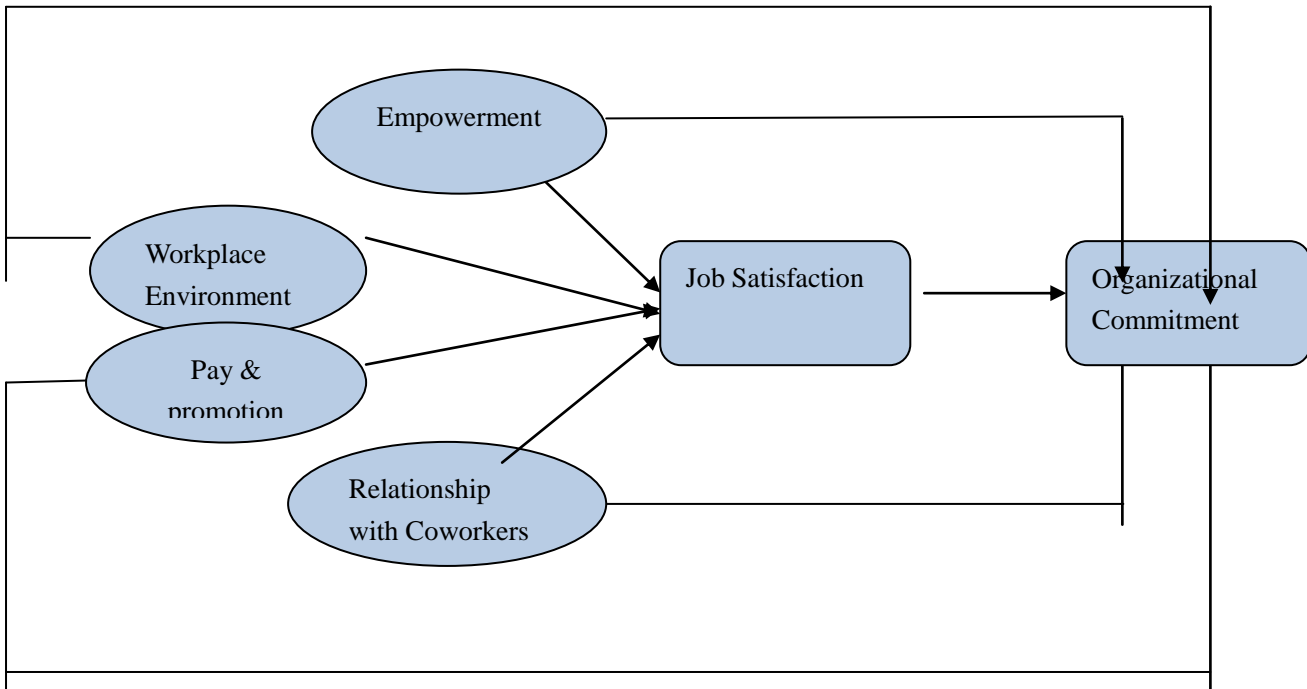 Empowerment
Workplace
Environment
Pay &
promotion
Job Satisfaction
Organizational
Commitment
Relationship
with Coworkers